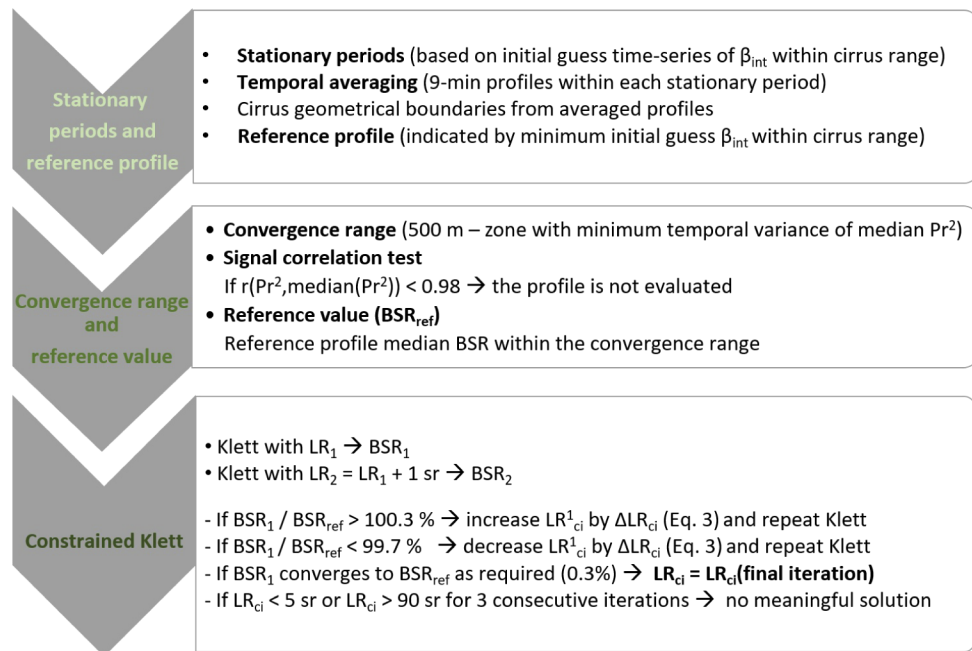 Stationary
periods and
reference profile
• Stationary periods (based on initial guess time-series of βint within cirrus range)
• Temporal averaging (9-min profiles within each stationary period)
• Cirrus geometrical boundaries from averaged profiles
• Reference profile (indicated by minimum initial guess βint within cirrus range)
Convergence range
and
reference value
• Convergence range (500 m – zone with minimum temporal variance of median Pr²)
• Signal correlation test
If r(Pr²,median(Pr²)) < 0.98 → the profile is not evaluated
• Reference value (BSRref)
Reference profile median BSR within the convergence range
Constrained Klett
• Klett with LR₁ → BSR₁
• Klett with LR₂ = LR₁ + 1 sr → BSR₂
- If BSR₁ / BSRref > 100.3 % → increase LR¹ci by ΔLRci (Eq. 3) and repeat Klett
- If BSR₁ / BSRref < 99.7 % → decrease LR¹ci by ΔLRci (Eq. 3) and repeat Klett
- If BSR₁ converges to BSRref as required (0.3%) → LRci = LRci(final iteration)
- If LRci < 5 sr or LRci > 90 sr for 3 consecutive iterations → no meaningful solution